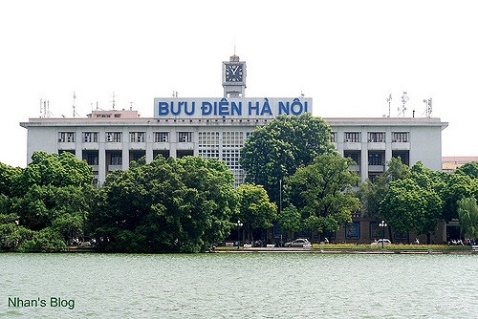 BƯU ĐIỆN HÀ NỘI
Nhan's Blog